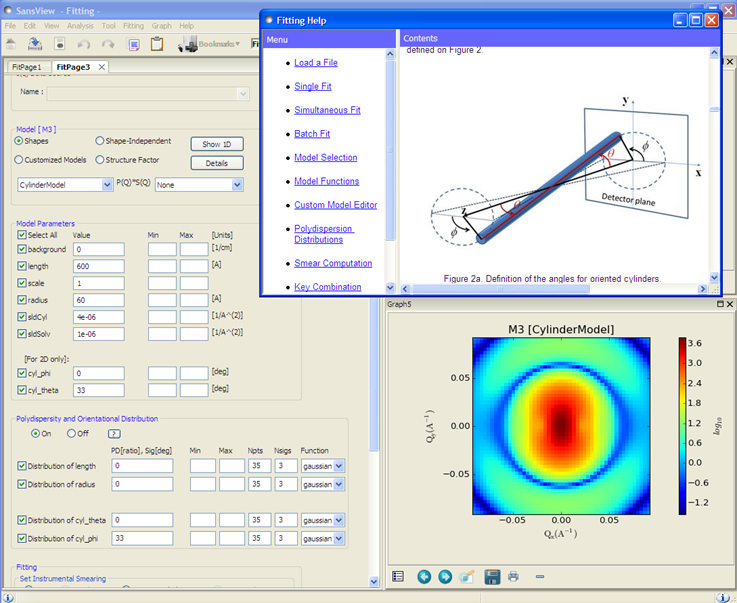 SansView - Fitting -
File Edit View Analysis Tool Fitting Graph Help
Bookmarks
FitPage1 FitPage3
Name :
Model [ M3 ]
Shapes Shape-Independent Show 1D
Customized Models Structure Factor Details
CylinderModel P(Q)*S(Q) None
Model Parameters
Select All Value Min Max [Units]
background 0 [1/cm]
length 600 [A]
scale 1
radius 60 [A]
sldCyl 4e-06 [1/A^(2)]
sldSolv 1e-06 [1/A^(2)]
[For 2D only]:
cyl_phi 0 [deg]
cyl_theta 33 [deg]
Polydispersity and Orientational Distribution
On Off ?
PD[ratio], Sig[deg] Min Max Npts Nsigs Function
Distribution of length 0 35 3 gaussian
Distribution of radius 0 35 3 gaussian
Distribution of cyl_theta 0 35 3 gaussian
Distribution of cyl_phi 33 35 3 gaussian
Fitting
Set Instrumental Smearing
Fitting Help
Menu
Load a File
Single Fit
Simultaneous Fit
Batch Fit
Model Selection
Model Functions
Custom Model Editor
Polydispersion
Distributions
Smear Computation
Key Combination
Contents
defined on Figure 2.
y
θ
ϕ
x
z
θ
ϕ
Detector plane
Figure 2a. Definition of the angles for oriented cylinders.
Graph5
M3 [CylinderModel]
0.05
0.00
−0.05
Qy(A⁻¹)
−0.05 0.00 0.05
Qx(A⁻¹)
3.6
3.0
2.4
1.8
1.2
0.6
0.0
−0.6
−1.2
log10